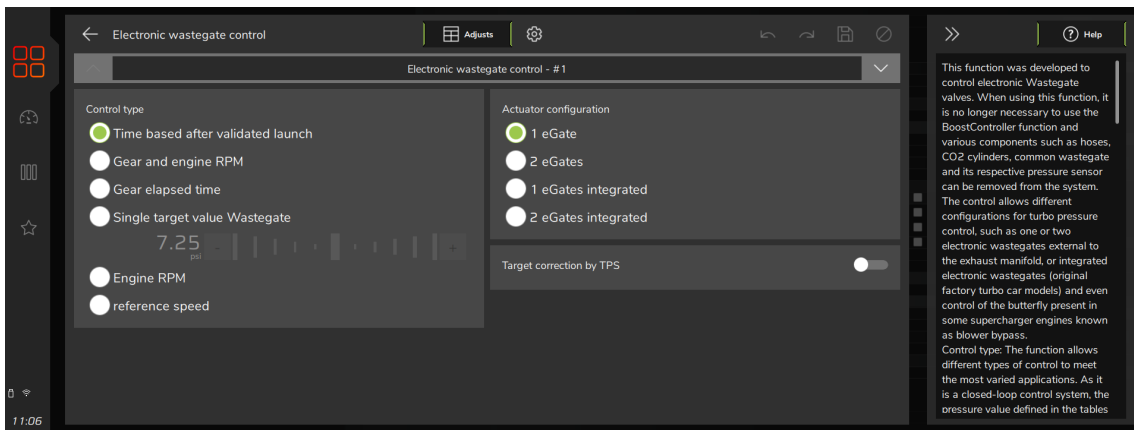 Electronic wastegate control
Adjusts
Help
Electronic wastegate control - #1
Control type
Time based after validated launch
Gear and engine RPM
Gear elapsed time
Single target value Wastegate
7.25
psi
-
+
Engine RPM
reference speed
Actuator configuration
1 eGate
2 eGates
1 eGates integrated
2 eGates integrated
Target correction by TPS
This function was developed to
control electronic Wastegate
valves. When using this function, it
is no longer necessary to use the
BoostController function and
various components such as hoses,
CO2 cylinders, common wastegate
and its respective pressure sensor
can be removed from the system.
The control allows different
configurations for turbo pressure
control, such as one or two
electronic wastegates external to
the exhaust manifold, or integrated
electronic wastegates (original
factory turbo car models) and even
control of the butterfly present in
some supercharger engines known
as blower bypass.
Control type: The function allows
different types of control to meet
the most varied applications. As it
is a closed-loop control system, the
pressure value defined in the tables
11:06